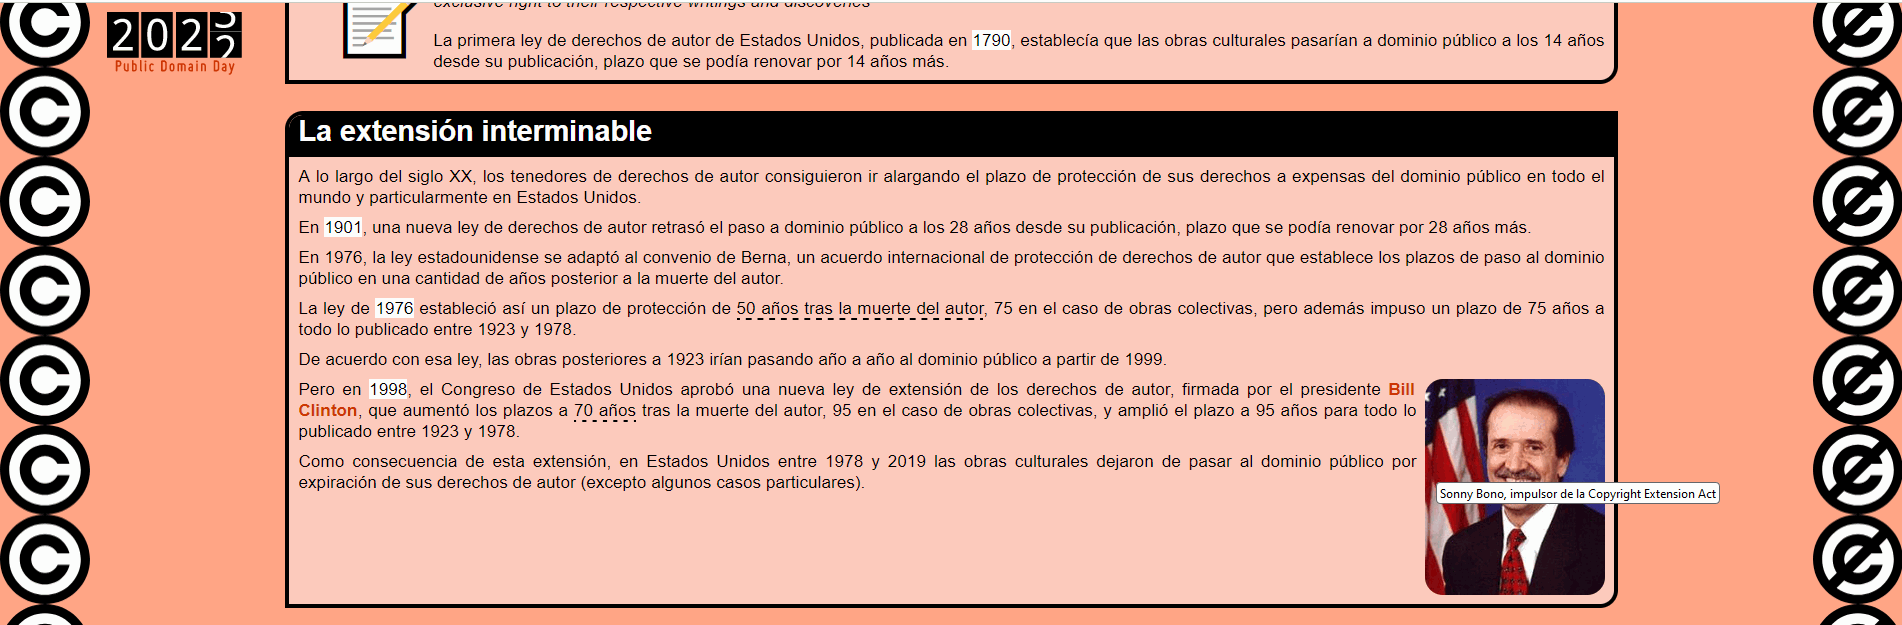 exclusive right to their respective writings and discoveries
2023
2
Public Domain Day
La primera ley de derechos de autor de Estados Unidos, publicada en 1790, establecía que las obras culturales pasarían a dominio público a los 14 años
desde su publicación, plazo que se podía renovar por 14 años más.
La extensión interminable
A lo largo del siglo XX, los tenedores de derechos de autor consiguieron ir alargando el plazo de protección de sus derechos a expensas del dominio público en todo el
mundo y particularmente en Estados Unidos.
En 1901, una nueva ley de derechos de autor retrasó el paso a dominio público a los 28 años desde su publicación, plazo que se podía renovar por 28 años más.
En 1976, la ley estadounidense se adaptó al convenio de Berna, un acuerdo internacional de protección de derechos de autor que establece los plazos de paso al dominio
público en una cantidad de años posterior a la muerte del autor.
La ley de 1976 estableció así un plazo de protección de 50 años tras la muerte del autor, 75 en el caso de obras colectivas, pero además impuso un plazo de 75 años a
todo lo publicado entre 1923 y 1978.
De acuerdo con esa ley, las obras posteriores a 1923 irían pasando año a año al dominio público a partir de 1999.
Pero en 1998, el Congreso de Estados Unidos aprobó una nueva ley de extensión de los derechos de autor, firmada por el presidente Bill
Clinton, que aumentó los plazos a 70 años tras la muerte del autor, 95 en el caso de obras colectivas, y amplió el plazo a 95 años para todo lo
publicado entre 1923 y 1978.
Como consecuencia de esta extensión, en Estados Unidos entre 1978 y 2019 las obras culturales dejaron de pasar al dominio público por
expiración de sus derechos de autor (excepto algunos casos particulares).
Sonny Bono, impulsor de la Copyright Extension Act